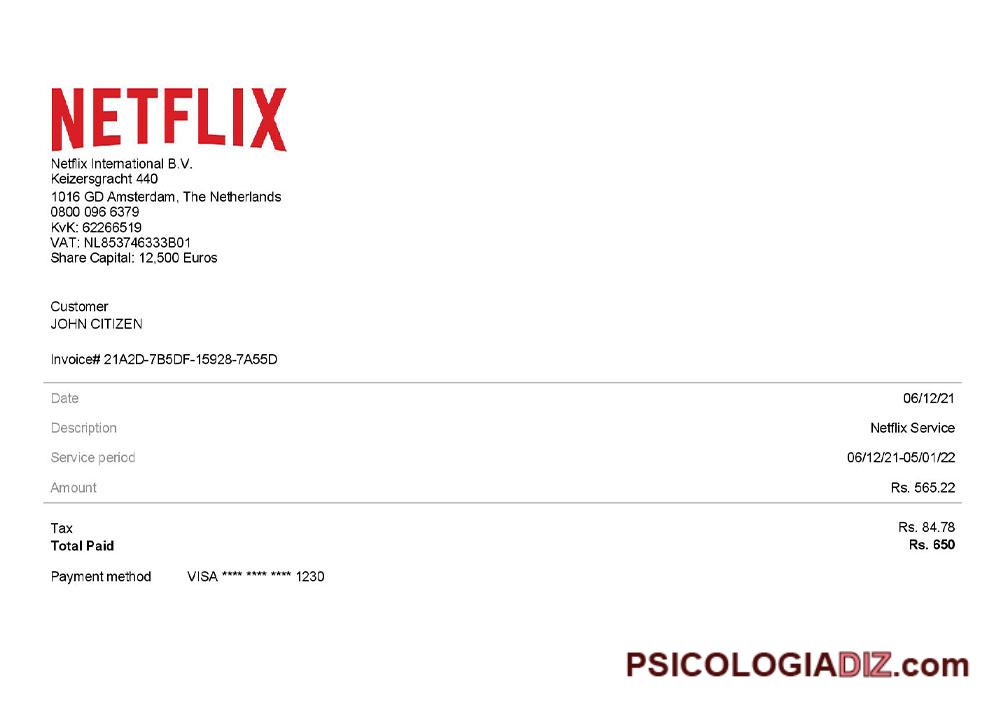 NETFLIX
Netflix International B.V.
Keizersgracht 440
1016 GD Amsterdam, The Netherlands
0800 096 6379
KvK: 62266519
VAT: NL853746333B01
Share Capital: 12,500 Euros
Customer
JOHN CITIZEN
Invoice# 21A2D-7B5DF-15928-7A55D
Date 06/12/21
Description Netflix Service
Service period 06/12/21-05/01/22
Amount Rs. 565.22
Tax Rs. 84.78
Total Paid Rs. 650
Payment method VISA **** **** **** 1230
PSICOLOGIADIZ.com